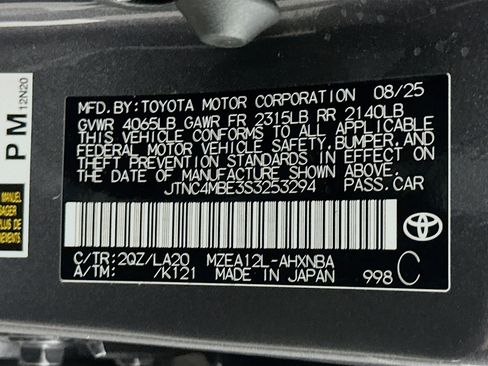 MFD. BY: TOYOTA MOTOR CORPORATION 08/25
GVWR 4065LB GAWR FR 2315LB RR 2140LB
THIS VEHICLE CONFORMS TO ALL APPLICABLE
FEDERAL MOTOR VEHICLE SAFETY, BUMPER, AND
THEFT PREVENTION STANDARDS IN EFFECT ON
THE DATE OF MANUFACTURE SHOWN ABOVE.
JTNC4MBE3S3253294 PASS. CAR
C/TR: 2QZ/LA20 MZEA12L-AHXNBA
A/TM: /K121 MADE IN JAPAN 998 C
PM
12N20